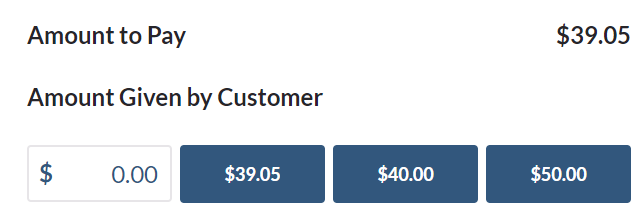 Amount to Pay $39.05
Amount Given by Customer
$ 0.00 $39.05 $40.00 $50.00